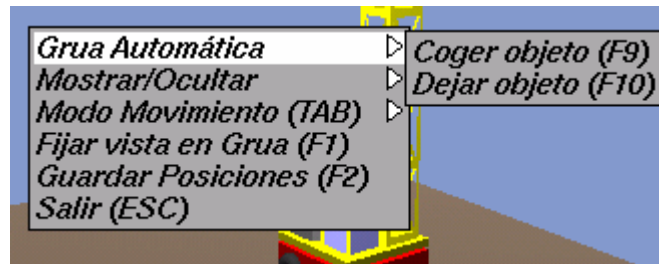 Grua Automática
Mostrar/Ocultar
Modo Movimiento (TAB)
Fijar vista en Grua (F1)
Guardar Posiciones (F2)
Salir (ESC)
Coger objeto (F9)
Dejar objeto (F10)